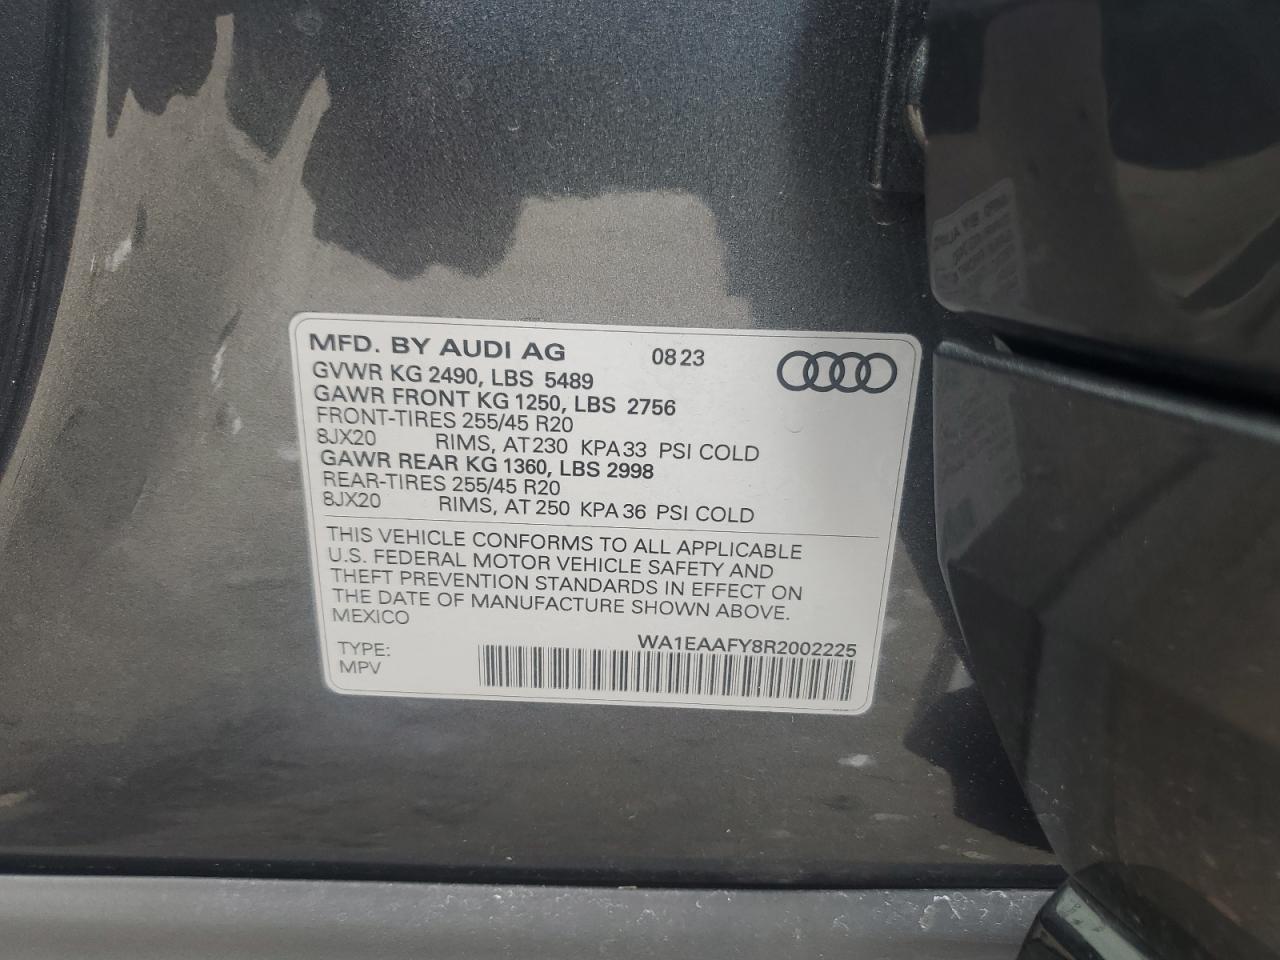 MFD. BY AUDI AG 0823
GVWR KG 2490, LBS 5489
GAWR FRONT KG 1250, LBS 2756
FRONT-TIRES 255/45 R20
8JX20 RIMS, AT 230 KPA 33 PSI COLD
GAWR REAR KG 1360, LBS 2998
REAR-TIRES 255/45 R20
8JX20 RIMS, AT 250 KPA 36 PSI COLD
THIS VEHICLE CONFORMS TO ALL APPLICABLE
U.S. FEDERAL MOTOR VEHICLE SAFETY AND
THEFT PREVENTION STANDARDS IN EFFECT ON
THE DATE OF MANUFACTURE SHOWN ABOVE.
MEXICO
WA1EAAFY8R2002225
TYPE:
MPV